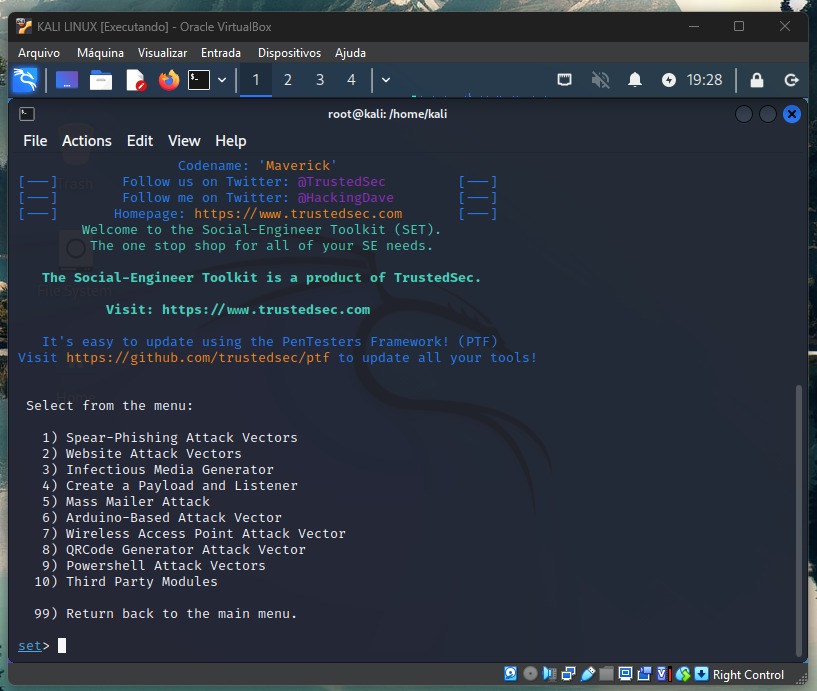 KALI LINUX [Executando] - Oracle VirtualBox
Arquivo Máquina Visualizar Entrada Dispositivos Ajuda
1 2 3 4 19:28
root@kali: /home/kali
File Actions Edit View Help
Codename: 'Maverick'
[---] Follow us on Twitter: @TrustedSec [---]
[---] Follow me on Twitter: @HackingDave [---]
[---] Homepage: https://www.trustedsec.com [---]
Welcome to the Social-Engineer Toolkit (SET).
The one stop shop for all of your SE needs.
The Social-Engineer Toolkit is a product of TrustedSec.
Visit: https://www.trustedsec.com
It's easy to update using the PenTesters Framework! (PTF)
Visit https://github.com/trustedsec/ptf to update all your tools!
Select from the menu:
1) Spear-Phishing Attack Vectors
2) Website Attack Vectors
3) Infectious Media Generator
4) Create a Payload and Listener
5) Mass Mailer Attack
6) Arduino-Based Attack Vector
7) Wireless Access Point Attack Vector
8) QRCode Generator Attack Vector
9) Powershell Attack Vectors
10) Third Party Modules
99) Return back to the main menu.
set>
Right Control